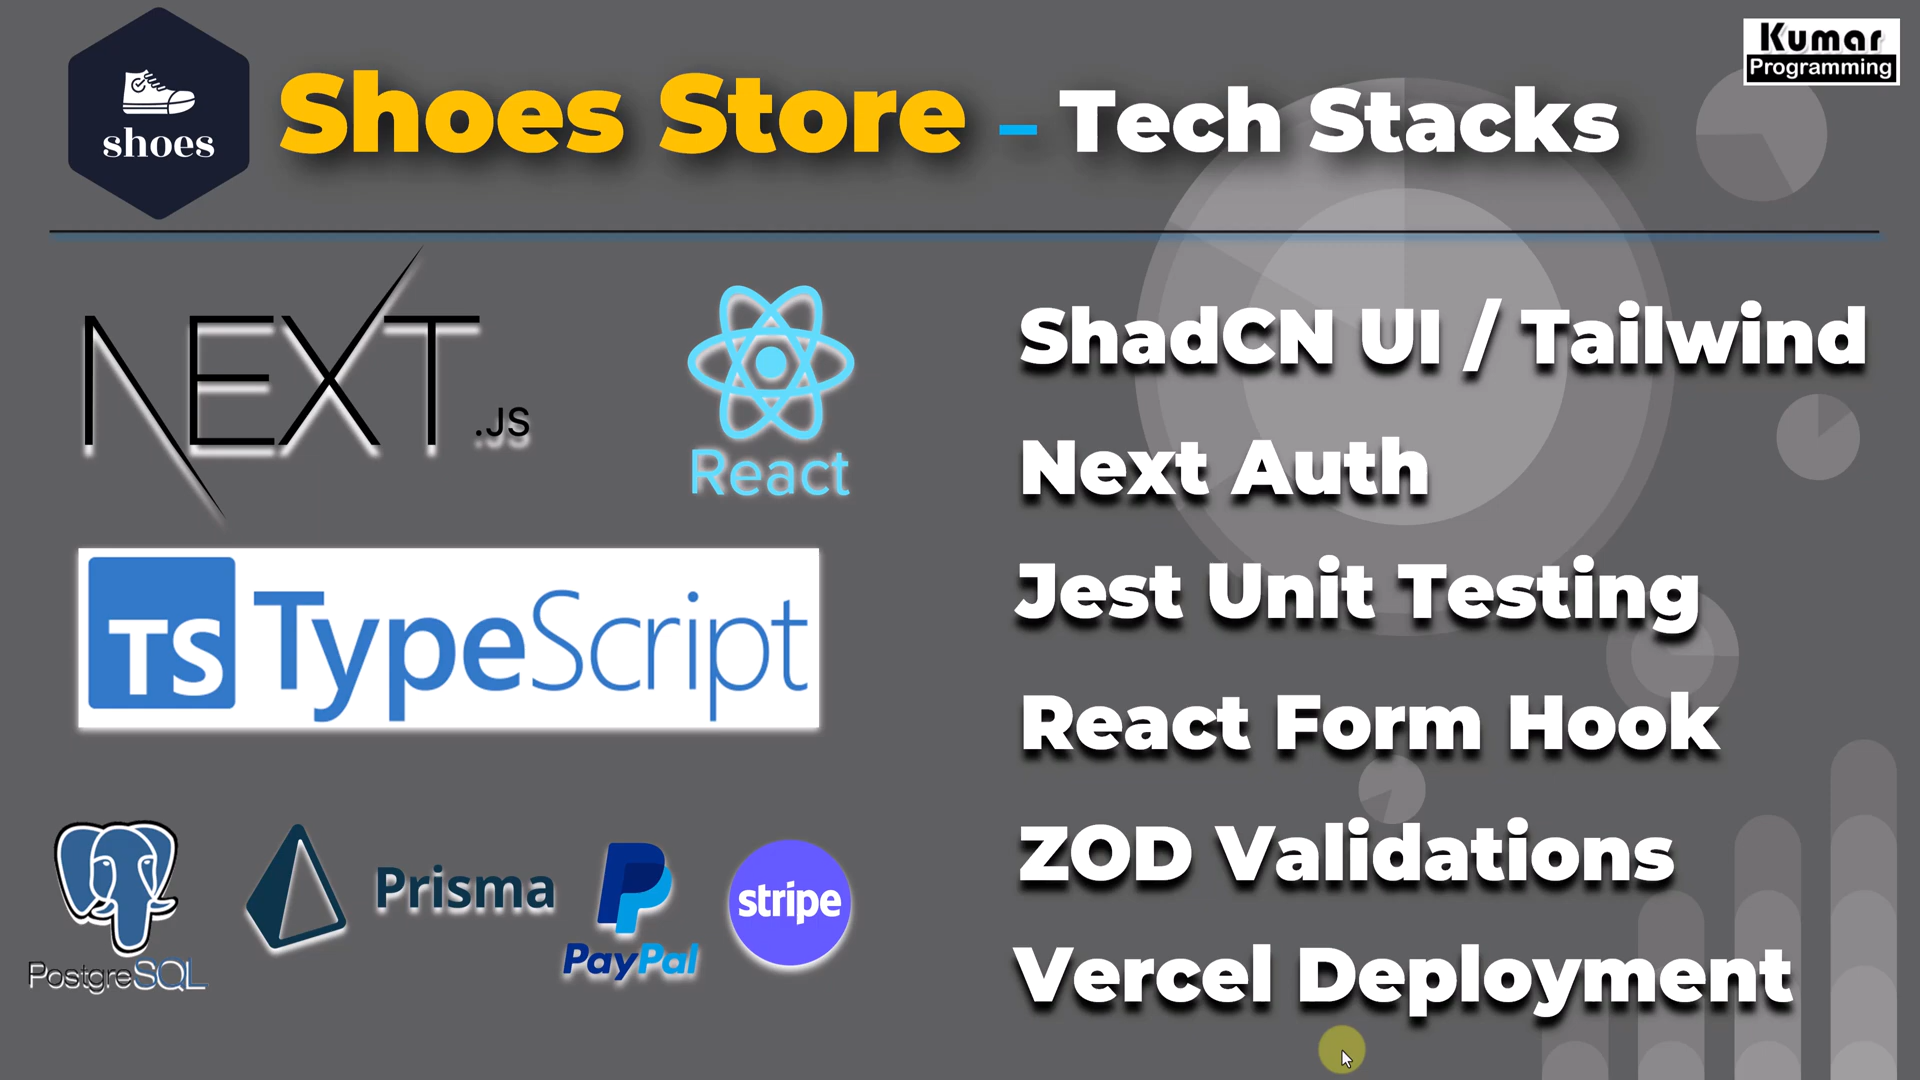 shoes
Shoes Store – Tech Stacks
Kumar
Programming
NEXT.JS
React
TS TypeScript
PostgreSQL
Prisma
PayPal
stripe
ShadCN UI / Tailwind
Next Auth
Jest Unit Testing
React Form Hook
ZOD Validations
Vercel Deployment